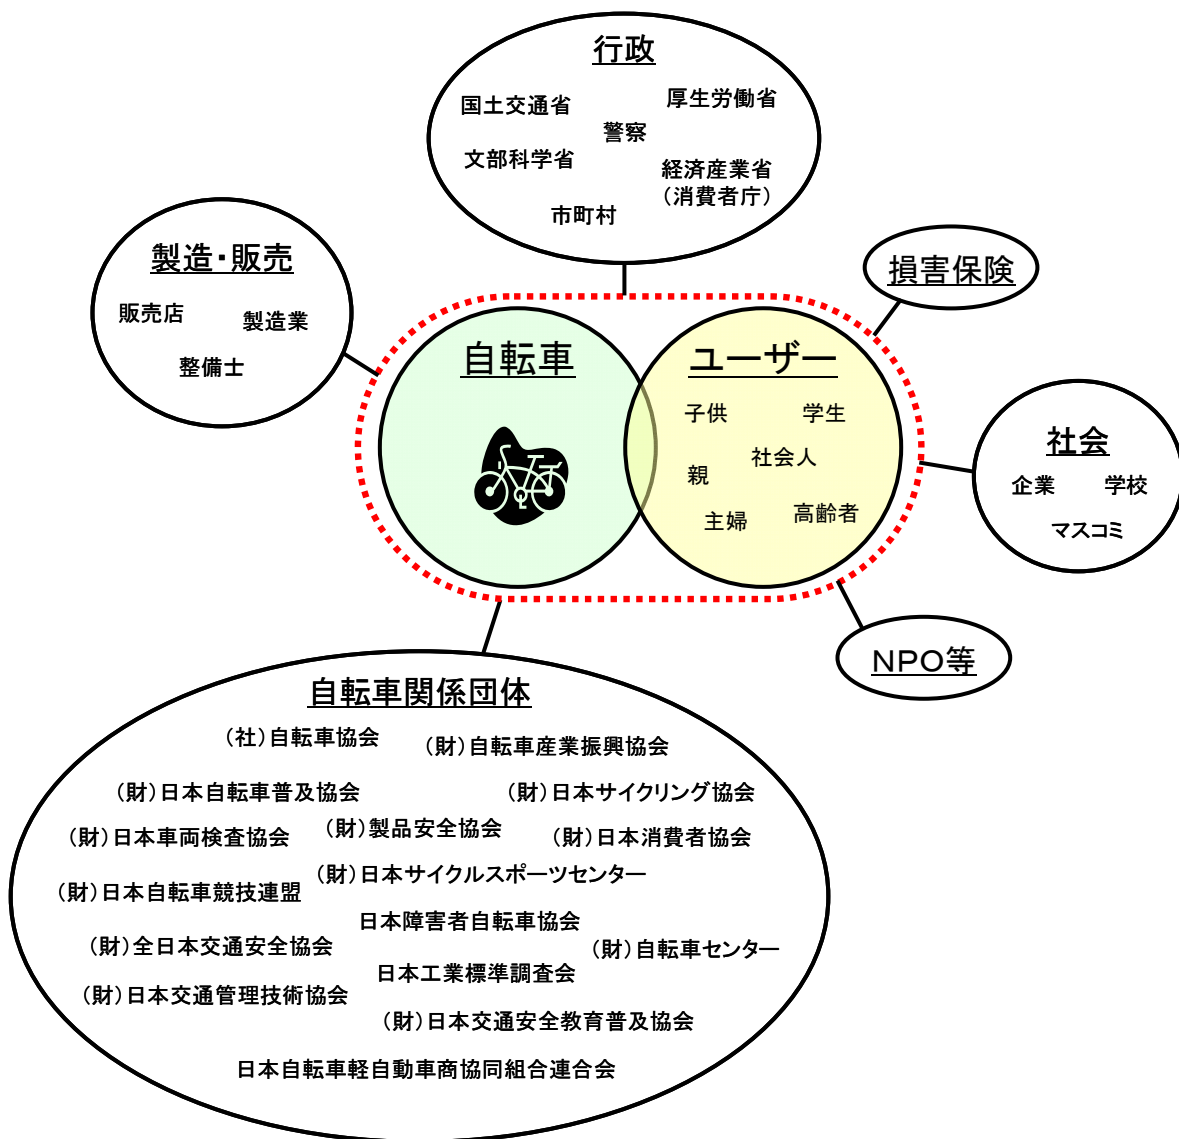 行政
国土交通省
厚生労働省
警察
文部科学省
経済産業省
（消費者庁）
市町村
製造・販売
販売店
製造業
整備士
損害保険
自転車
ユーザー
子供
学生
社会人
親
主婦
高齢者
社会
企業
学校
マスコミ
NPO等
自転車関係団体
（社）自転車協会
（財）自転車産業振興協会
（財）日本自転車普及協会
（財）日本サイクリング協会
（財）日本車両検査協会
（財）製品安全協会
（財）日本消費者協会
（財）日本サイクルスポーツセンター
（財）日本自転車競技連盟
日本障害者自転車協会
（財）全日本交通安全協会
（財）自転車センター
日本工業標準調査会
（財）日本交通管理技術協会
（財）日本交通安全教育普及協会
日本自転車軽自動車商協同組合連合会